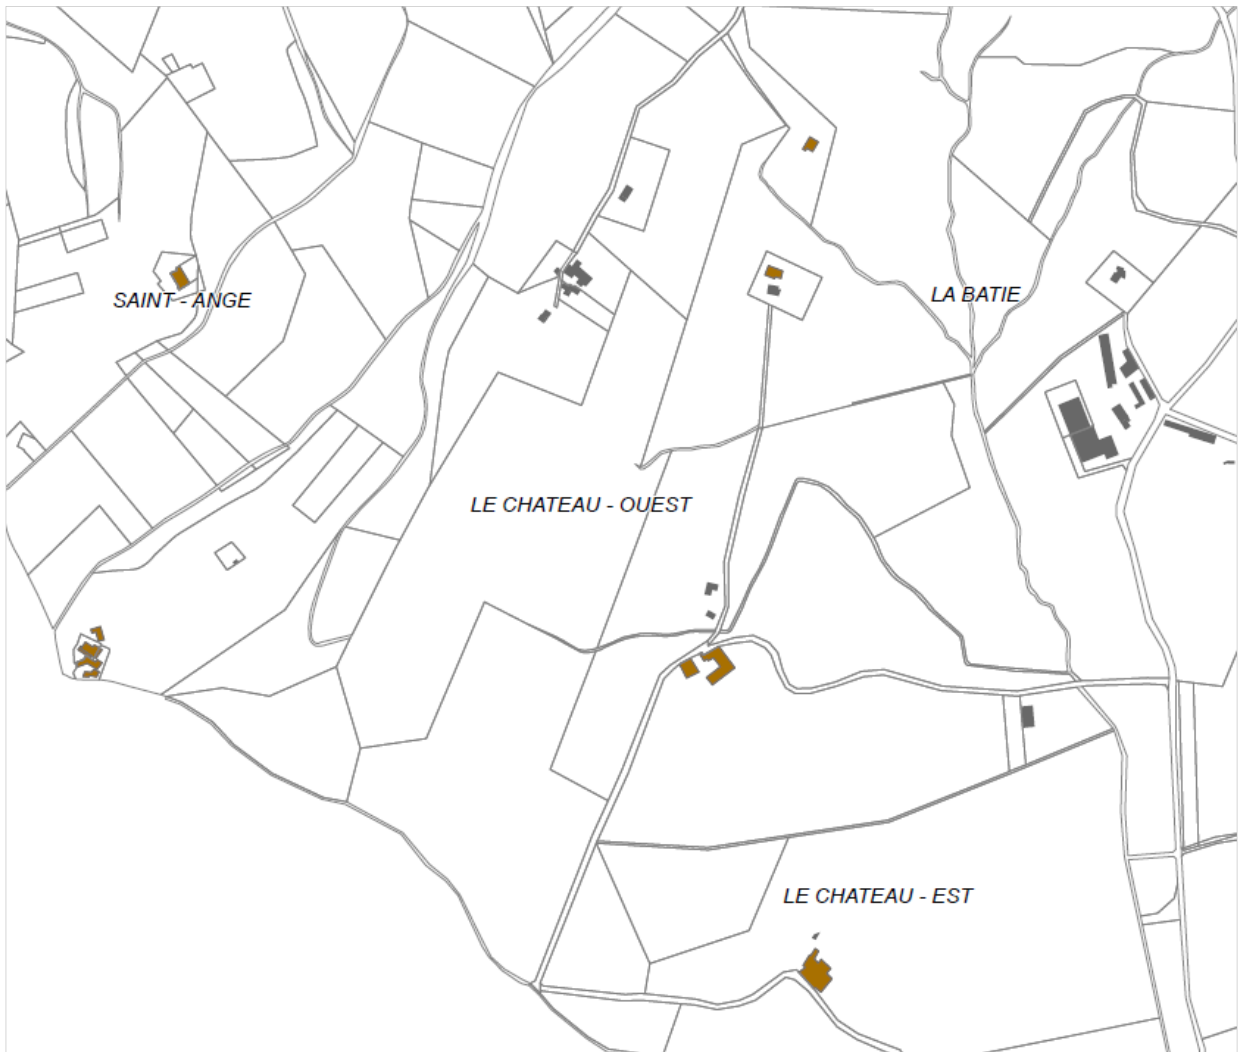 SAINT - ANGE
LA BATIE
LE CHATEAU - OUEST
LE CHATEAU - EST